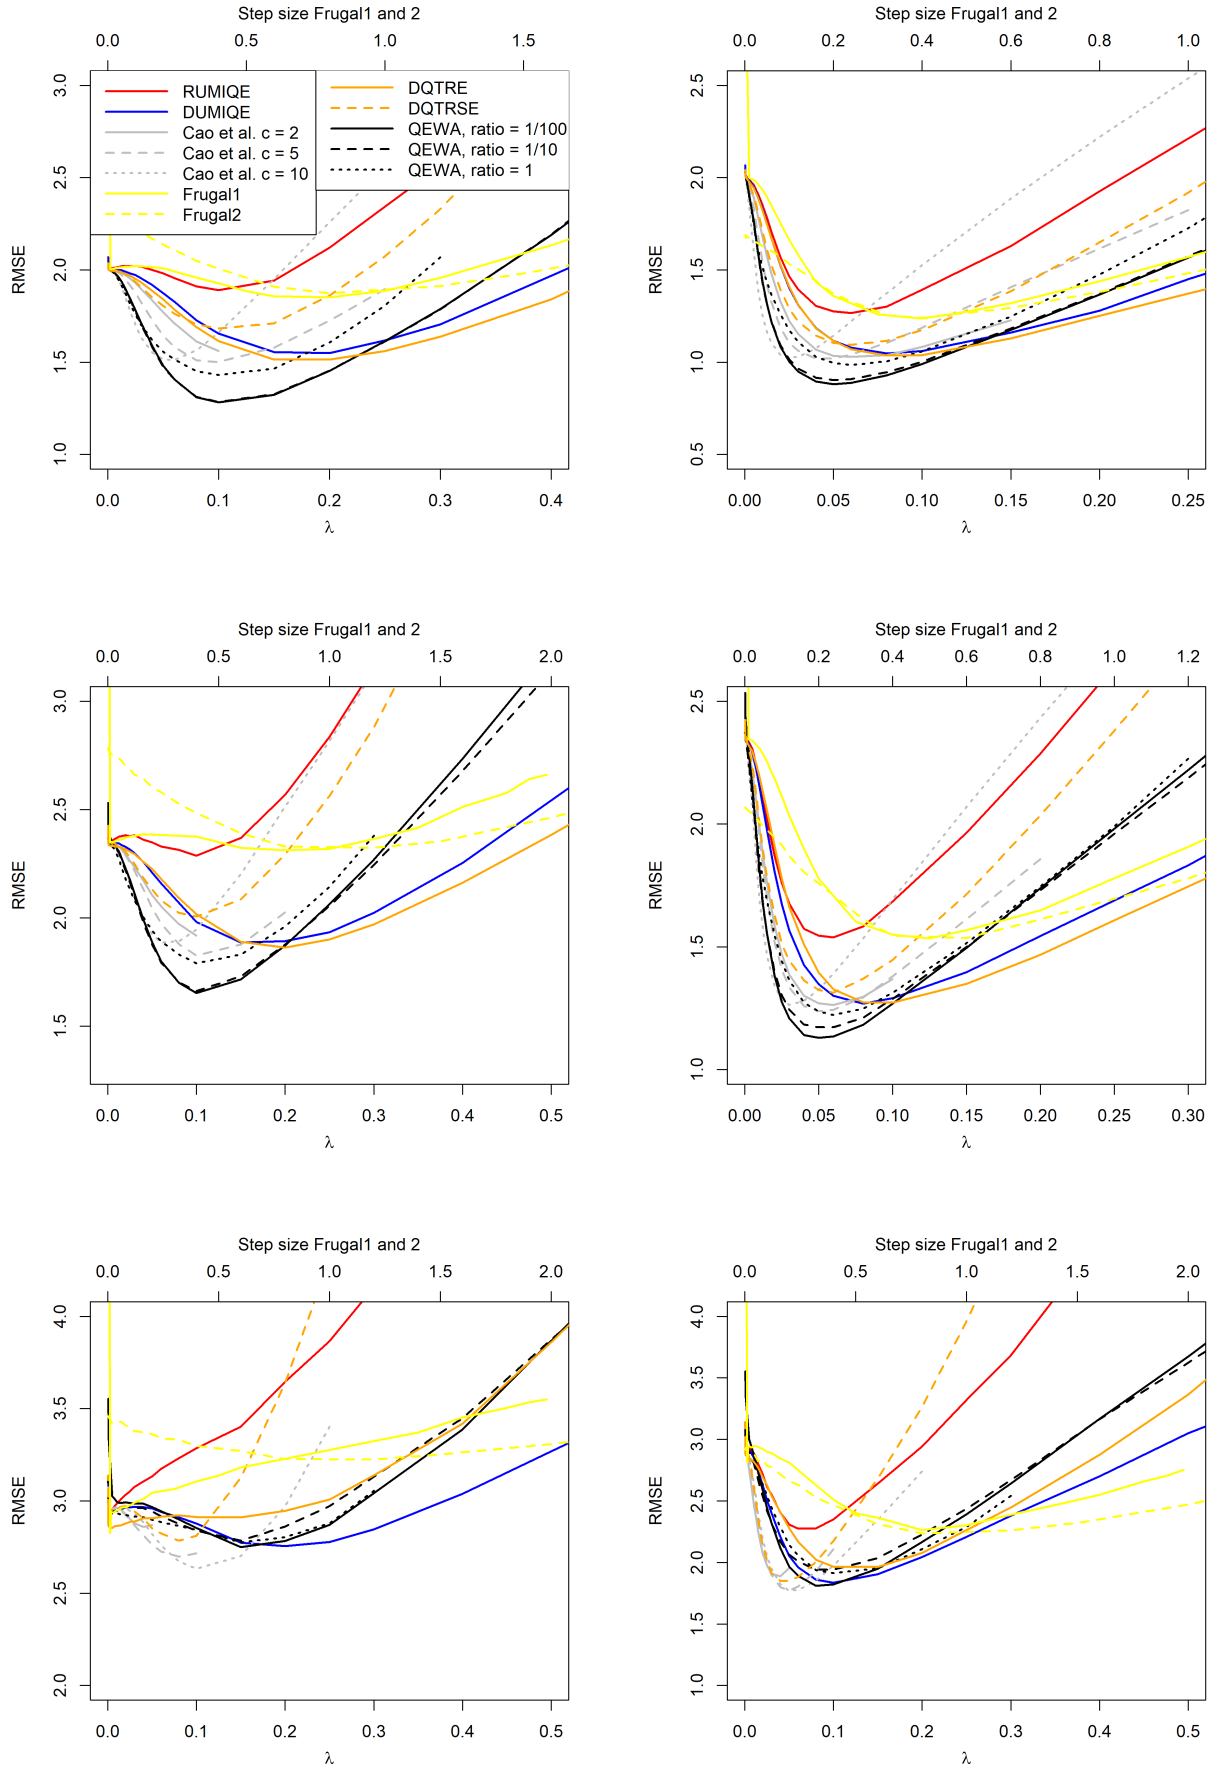 Step size Frugal1 and 2
0.0 0.5 1.0 1.5
RMSE
3.0
2.5
2.0
1.5
1.0
RUMIQE
DUMIQE
Cao et al. c = 2
Cao et al. c = 5
Cao et al. c = 10
Frugal1
Frugal2
DQTRE
DQTRSE
QEWA, ratio = 1/100
QEWA, ratio = 1/10
QEWA, ratio = 1
0.0 0.1 0.2 0.3 0.4
λ
Step size Frugal1 and 2
0.0 0.2 0.4 0.6 0.8 1.0
RMSE
2.5
2.0
1.5
1.0
0.5
0.00 0.05 0.10 0.15 0.20 0.25
λ
Step size Frugal1 and 2
0.0 0.5 1.0 1.5 2.0
RMSE
3.0
2.5
2.0
1.5
0.0 0.1 0.2 0.3 0.4 0.5
λ
Step size Frugal1 and 2
0.0 0.2 0.4 0.6 0.8 1.0 1.2
RMSE
2.5
2.0
1.5
1.0
0.00 0.05 0.10 0.15 0.20 0.25 0.30
λ
Step size Frugal1 and 2
0.0 0.5 1.0 1.5 2.0
RMSE
4.0
3.5
3.0
2.5
2.0
0.0 0.1 0.2 0.3 0.4 0.5
λ
Step size Frugal1 and 2
0.0 0.5 1.0 1.5 2.0
RMSE
4.0
3.5
3.0
2.5
2.0
1.5
1.0
0.0 0.1 0.2 0.3 0.4 0.5
λ